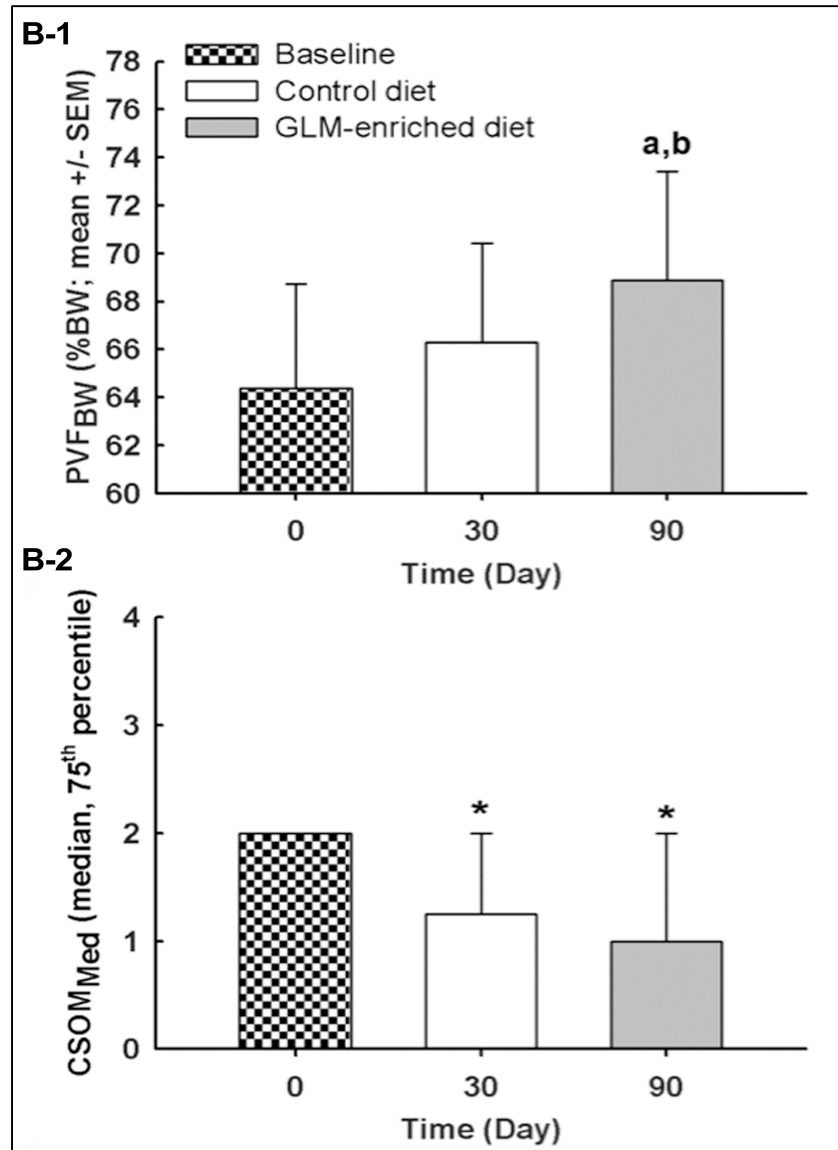 B-1
Baseline
Control diet
GLM-enriched diet
PVF_BW (%BW; mean +/- SEM)
78
76
74
72
70
68
66
64
62
60
a,b
0 30 90
Time (Day)
B-2
CSOM_Med (median, 75th percentile)
4
3
2
1
0
* *
0 30 90
Time (Day)